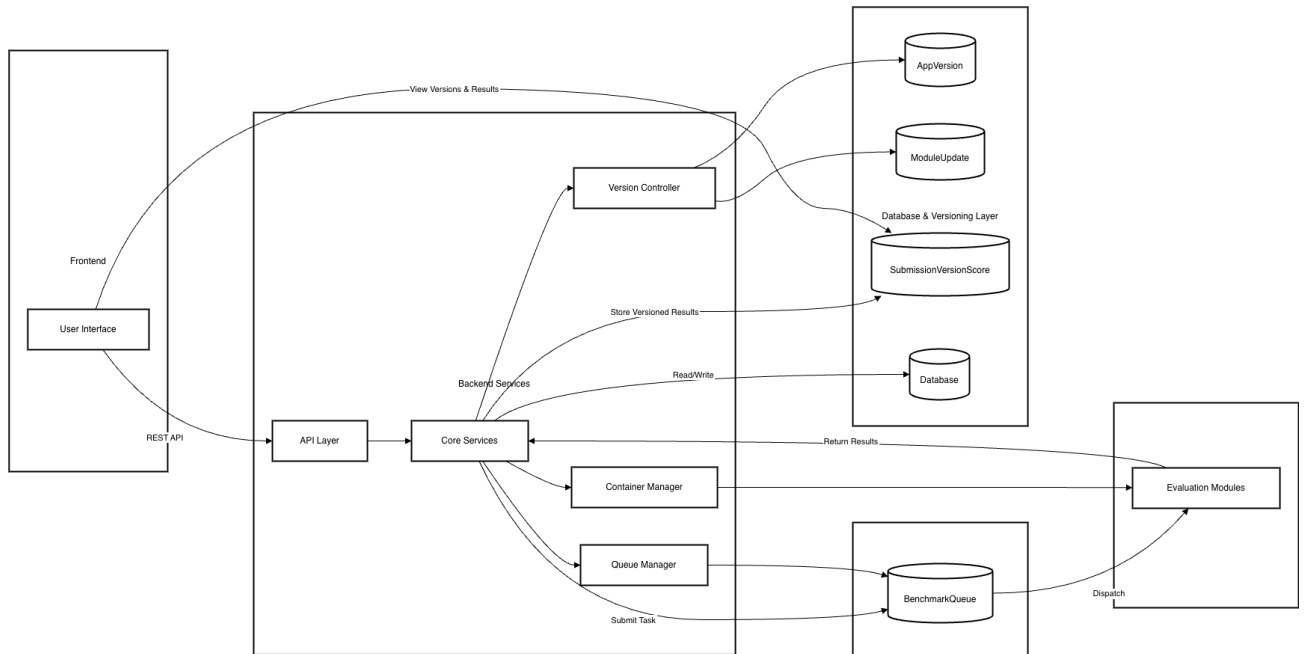 AppVersion
View Versions & Results
ModuleUpdate
Version Controller
Database & Versioning Layer
Frontend
SubmissionVersionScore
Store Versioned Results
User Interface
Read/Write
Database
Backend Services
REST API
API Layer
Core Services
Return Results
Container Manager
Evaluation Modules
Queue Manager
BenchmarkQueue
Dispatch
Submit Task